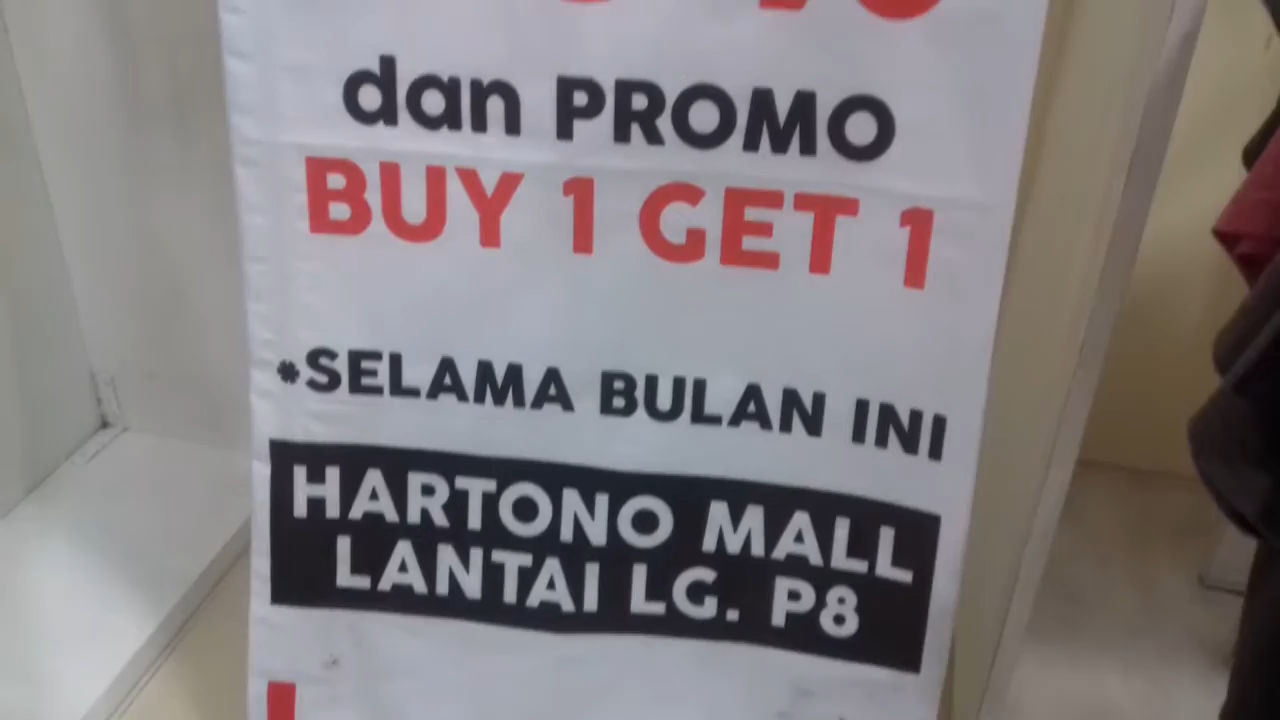 dan PROMO
BUY 1 GET 1
*SELAMA BULAN INI
HARTONO MALL
LANTAI LG. P8